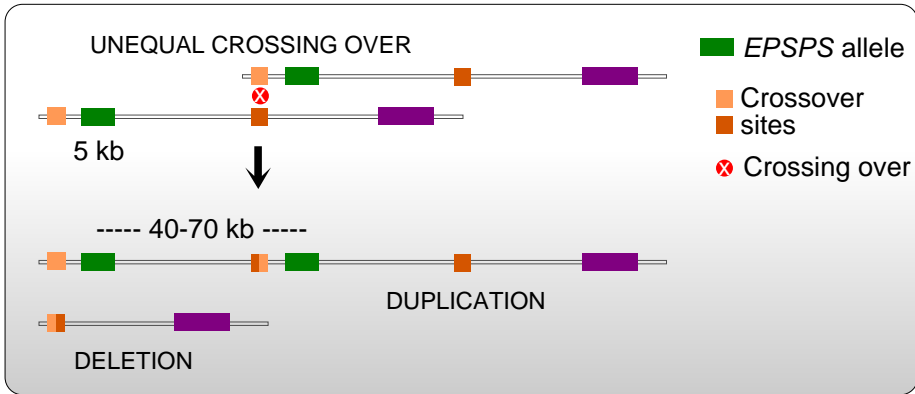 UNEQUAL CROSSING OVER
EPSPS allele
Crossover
sites
X
X Crossing over
5 kb
----- 40-70 kb -----
DUPLICATION
DELETION